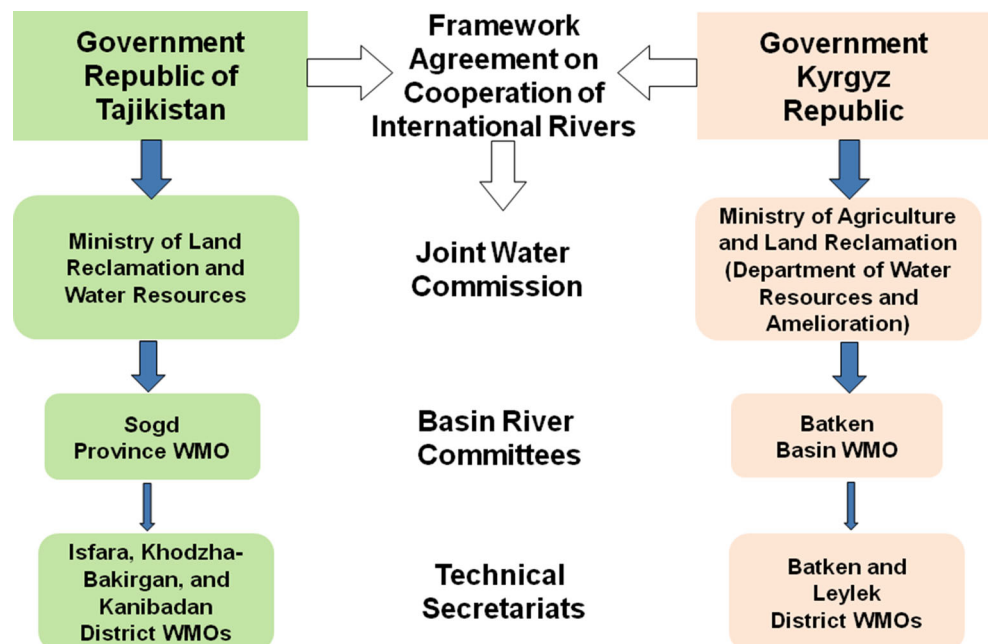 Government
Republic of
Tajikistan
Framework
Agreement on
Cooperation of
International Rivers
Government
Kyrgyz
Republic
Ministry of Land
Reclamation and
Water Resources
Joint Water
Commission
Ministry of Agriculture
and Land Reclamation
(Department of Water
Resources and
Amelioration)
Sogd
Province WMO
Basin River
Committees
Batken
Basin WMO
Isfara, Khodzha-
Bakirgan, and
Kanibadan
District WMOs
Technical
Secretariats
Batken and
Leylek
District WMOs